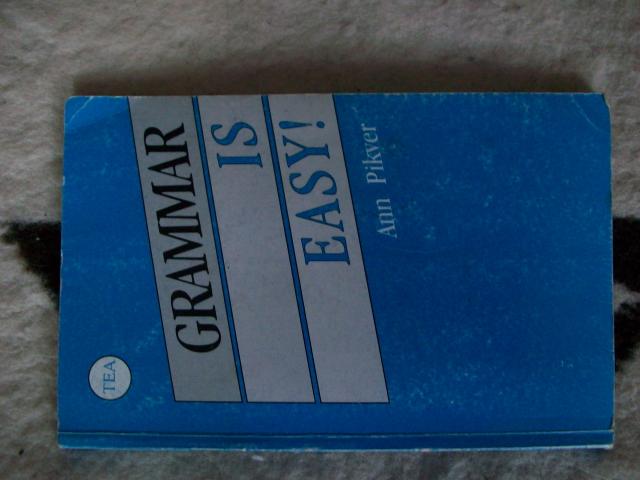 TEA
GRAMMAR
IS
EASY!
Ann Pikver